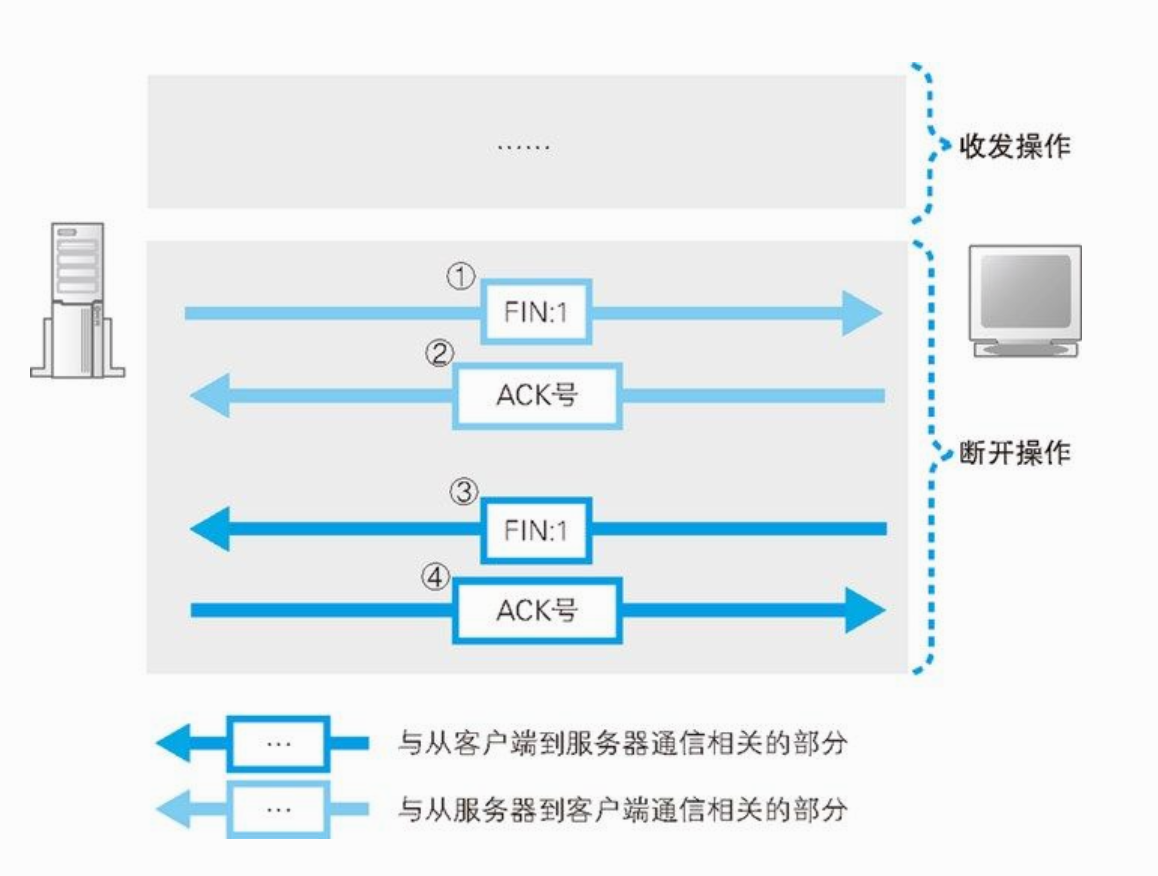 ……
收发操作
①
FIN:1
②
ACK号
断开操作
③
FIN:1
④
ACK号
… 与从客户端到服务器通信相关的部分
… 与从服务器到客户端通信相关的部分